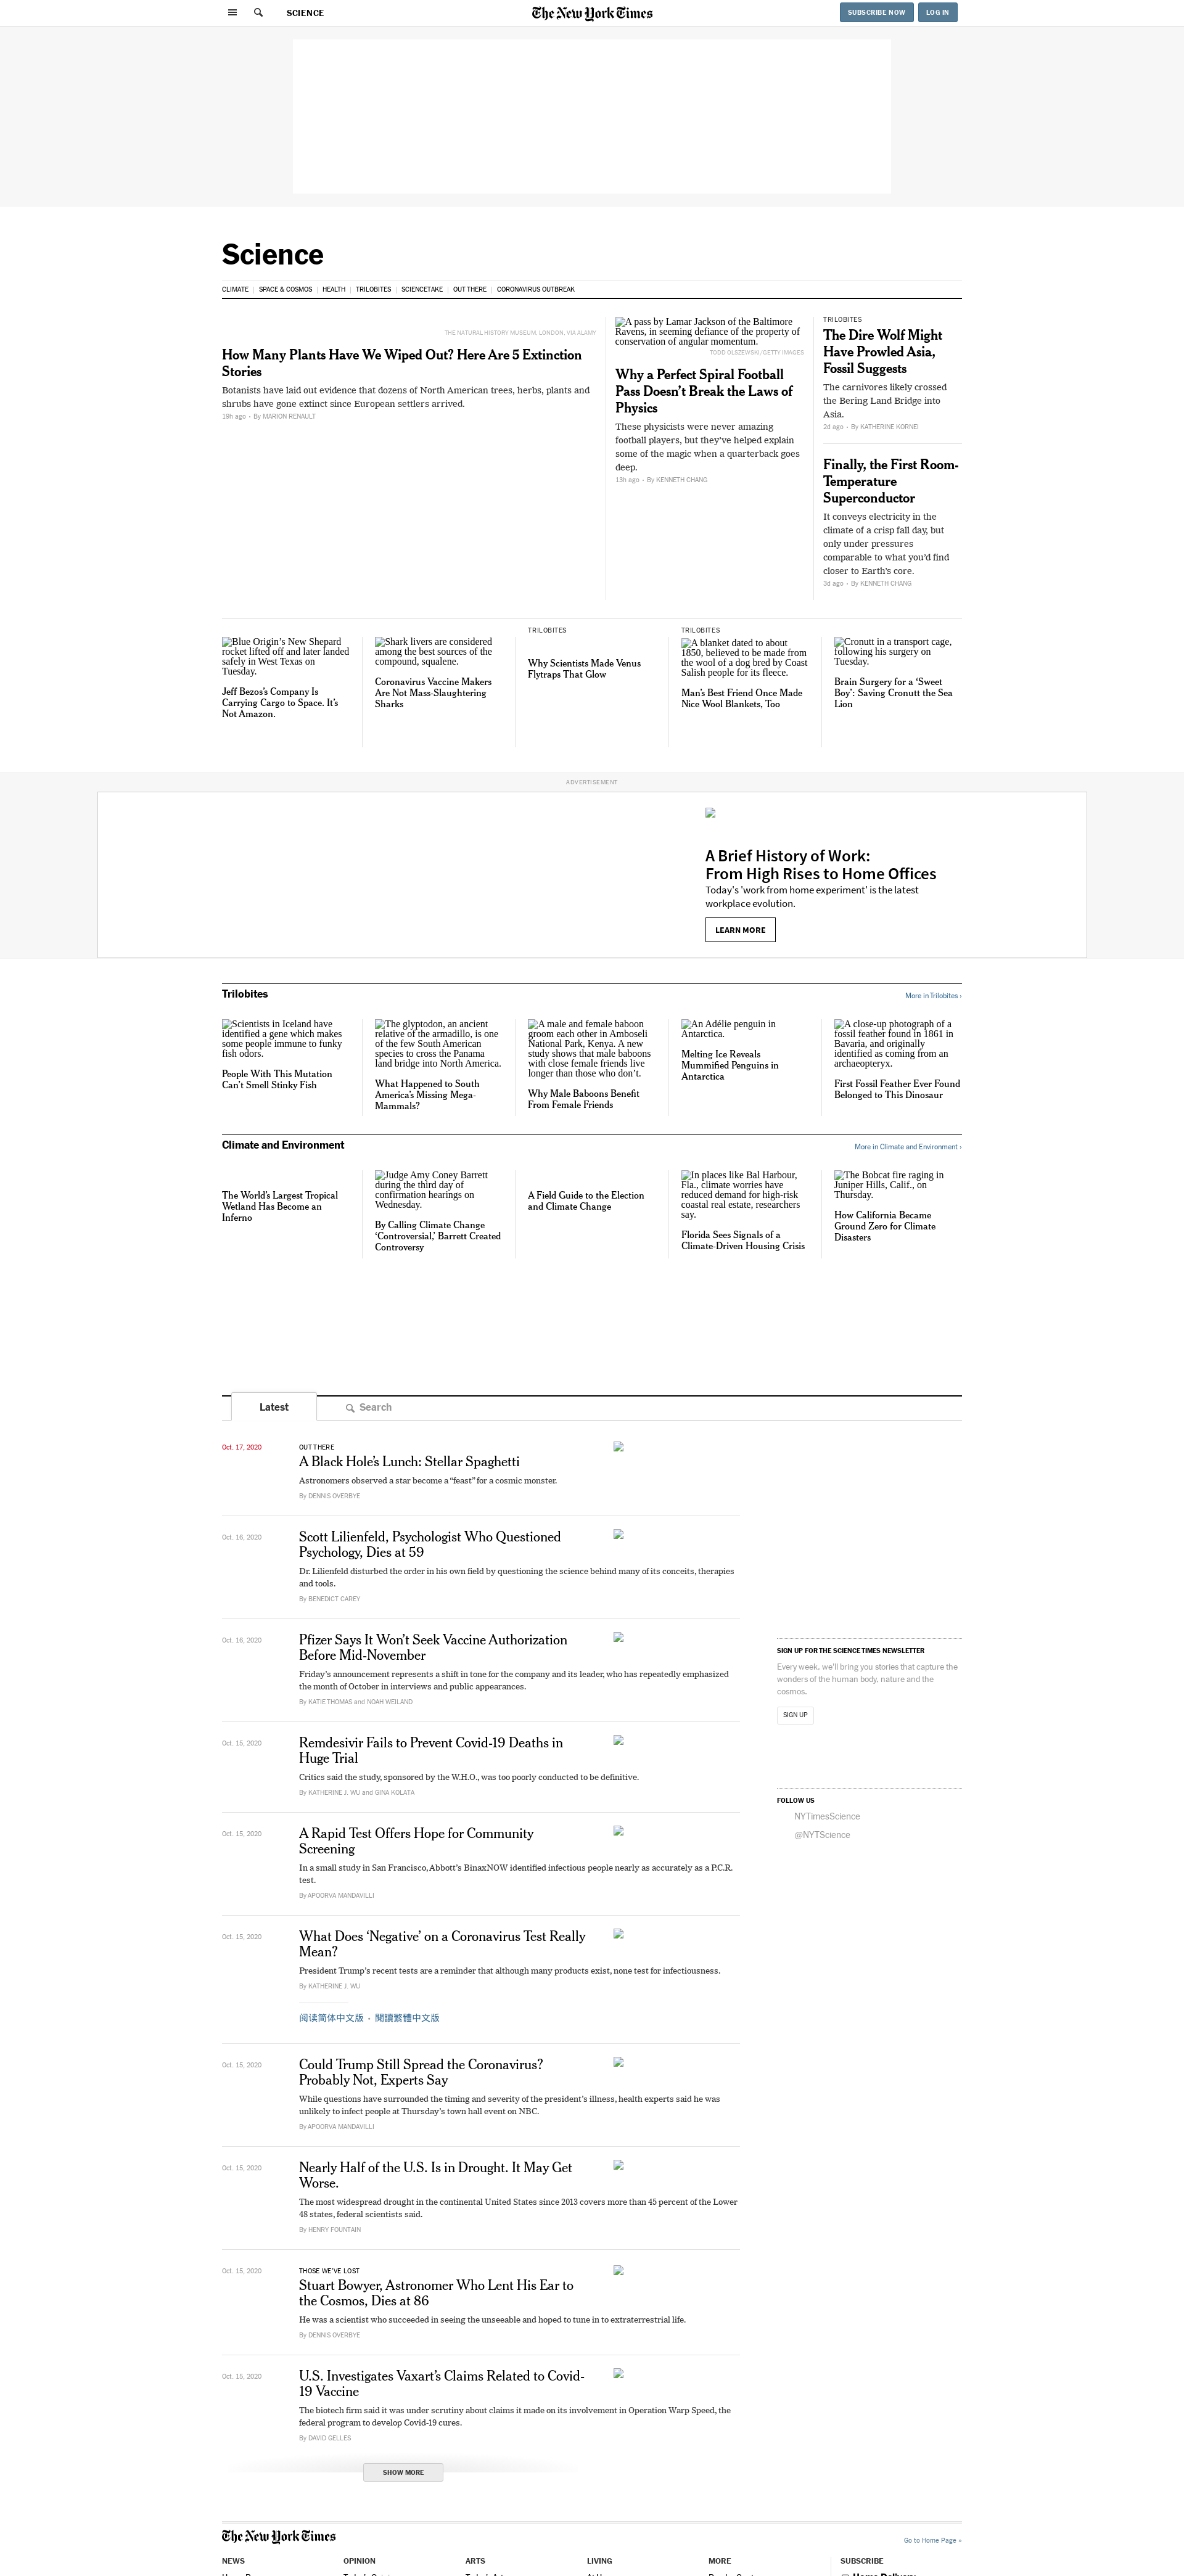 SCIENCE
The New York Times
SUBSCRIBE NOW
LOG IN
Science
CLIMATE
SPACE & COSMOS
HEALTH
TRILOBITES
SCIENCETAKE
OUT THERE
CORONAVIRUS OUTBREAK
THE NATURAL HISTORY MUSEUM, LONDON, VIA ALAMY
How Many Plants Have We Wiped Out? Here Are 5 Extinction
Stories
Botanists have laid out evidence that dozens of North American trees, herbs, plants and
shrubs have gone extinct since European settlers arrived.
19h ago • By MARION RENAULT
A pass by Lamar Jackson of the Baltimore
Ravens, in seeming defiance of the property of
conservation of angular momentum.
TODD OLSZEWSKI/GETTY IMAGES
Why a Perfect Spiral Football
Pass Doesn't Break the Laws of
Physics
These physicists were never amazing
football players, but they've helped explain
some of the magic when a quarterback goes
deep.
13h ago • By KENNETH CHANG
TRILOBITES
The Dire Wolf Might
Have Prowled Asia,
Fossil Suggests
The carnivores likely crossed
the Bering Land Bridge into
Asia.
2d ago • By KATHERINE KORNEI
Finally, the First Room-
Temperature
Superconductor
It conveys electricity in the
climate of a crisp fall day, but
only under pressures
comparable to what you'd find
closer to Earth's core.
3d ago • By KENNETH CHANG
Blue Origin's New Shepard
rocket lifted off and later landed
safely in West Texas on
Tuesday.
Jeff Bezos's Company Is
Carrying Cargo to Space. It's
Not Amazon.
Shark livers are considered
among the best sources of the
compound, squalene.
Coronavirus Vaccine Makers
Are Not Mass-Slaughtering
Sharks
TRILOBITES
Why Scientists Made Venus
Flytraps That Glow
TRILOBITES
A blanket dated to about
1850, believed to be made from
the wool of a dog bred by Coast
Salish people for its fleece.
Man's Best Friend Once Made
Nice Wool Blankets, Too
Cronutt in a transport cage,
following his surgery on
Tuesday.
Brain Surgery for a 'Sweet
Boy': Saving Cronutt the Sea
Lion
ADVERTISEMENT
A Brief History of Work:
From High Rises to Home Offices
Today's 'work from home experiment' is the latest
workplace evolution.
LEARN MORE
Trilobites
More in Trilobites ›
Scientists in Iceland have
identified a gene which makes
some people immune to funky
fish odors.
People With This Mutation
Can't Smell Stinky Fish
The glyptodon, an ancient
relative of the armadillo, is one
of the few South American
species to cross the Panama
land bridge into North America.
What Happened to South
America's Missing Mega-
Mammals?
A male and female baboon
groom each other in Amboseli
National Park, Kenya. A new
study shows that male baboons
with close female friends live
longer than those who don't.
Why Male Baboons Benefit
From Female Friends
An Adélie penguin in
Antarctica.
Melting Ice Reveals
Mummified Penguins in
Antarctica
A close-up photograph of a
fossil feather found in 1861 in
Bavaria, and originally
identified as coming from an
archaeopteryx.
First Fossil Feather Ever Found
Belonged to This Dinosaur
Climate and Environment
More in Climate and Environment ›
The World's Largest Tropical
Wetland Has Become an
Inferno
Judge Amy Coney Barrett
during the third day of
confirmation hearings on
Wednesday.
By Calling Climate Change
'Controversial,' Barrett Created
Controversy
A Field Guide to the Election
and Climate Change
In places like Bal Harbour,
Fla., climate worries have
reduced demand for high-risk
coastal real estate, researchers
say.
Florida Sees Signals of a
Climate-Driven Housing Crisis
The Bobcat fire raging in
Juniper Hills, Calif., on
Thursday.
How California Became
Ground Zero for Climate
Disasters
Latest
Search
Oct. 17, 2020
OUT THERE
A Black Hole's Lunch: Stellar Spaghetti
Astronomers observed a star become a "feast" for a cosmic monster.
By DENNIS OVERBYE
Oct. 16, 2020
Scott Lilienfeld, Psychologist Who Questioned
Psychology, Dies at 59
Dr. Lilienfeld disturbed the order in his own field by questioning the science behind many of its conceits, therapies
and tools.
By BENEDICT CAREY
Oct. 16, 2020
Pfizer Says It Won't Seek Vaccine Authorization
Before Mid-November
Friday's announcement represents a shift in tone for the company and its leader, who has repeatedly emphasized
the month of October in interviews and public appearances.
By KATIE THOMAS and NOAH WEILAND
Oct. 15, 2020
Remdesivir Fails to Prevent Covid-19 Deaths in
Huge Trial
Critics said the study, sponsored by the W.H.O., was too poorly conducted to be definitive.
By KATHERINE J. WU and GINA KOLATA
Oct. 15, 2020
A Rapid Test Offers Hope for Community
Screening
In a small study in San Francisco, Abbott's BinaxNOW identified infectious people nearly as accurately as a P.C.R.
test.
By APOORVA MANDAVILLI
Oct. 15, 2020
What Does 'Negative' on a Coronavirus Test Really
Mean?
President Trump's recent tests are a reminder that although many products exist, none test for infectiousness.
By KATHERINE J. WU
阅读简体中文版 • 閱讀繁體中文版
Oct. 15, 2020
Could Trump Still Spread the Coronavirus?
Probably Not, Experts Say
While questions have surrounded the timing and severity of the president's illness, health experts said he was
unlikely to infect people at Thursday's town hall event on NBC.
By APOORVA MANDAVILLI
Oct. 15, 2020
Nearly Half of the U.S. Is in Drought. It May Get
Worse.
The most widespread drought in the continental United States since 2013 covers more than 45 percent of the Lower
48 states, federal scientists said.
By HENRY FOUNTAIN
Oct. 15, 2020
THOSE WE'VE LOST
Stuart Bowyer, Astronomer Who Lent His Ear to
the Cosmos, Dies at 86
He was a scientist who succeeded in seeing the unseeable and hoped to tune in to extraterrestrial life.
By DENNIS OVERBYE
Oct. 15, 2020
U.S. Investigates Vaxart's Claims Related to Covid-
19 Vaccine
The biotech firm said it was under scrutiny about claims it made on its involvement in Operation Warp Speed, the
federal program to develop Covid-19 cures.
By DAVID GELLES
SHOW MORE
SIGN UP FOR THE SCIENCE TIMES NEWSLETTER
Every week, we'll bring you stories that capture the
wonders of the human body, nature and the
cosmos.
SIGN UP
FOLLOW US
NYTimesScience
@NYTScience
The New York Times
Go to Home Page »
NEWS
OPINION
ARTS
LIVING
MORE
SUBSCRIBE